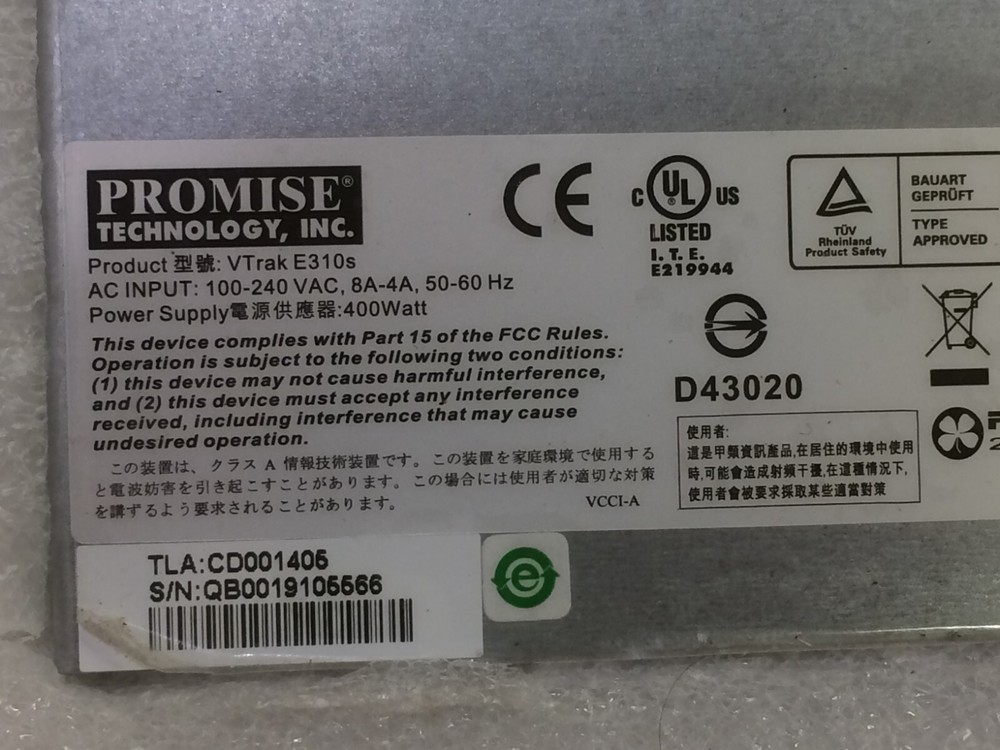 PROMISE®
TECHNOLOGY, INC.
Product 型號: VTrak E310s
AC INPUT: 100-240 VAC, 8A-4A, 50-60 Hz
Power Supply電源供應器:400Watt
This device complies with Part 15 of the FCC Rules.
Operation is subject to the following two conditions:
(1) this device may not cause harmful interference,
and (2) this device must accept any interference
received, including interference that may cause
undesired operation.
この装置は、クラス A 情報技術装置です。この装置を家庭環境で使用する
と電波妨害を引き起こすことがあります。この場合には使用者が適切な対策
を講ずるよう要求されることがあります。
VCCI-A
CE
C UL® US
LISTED
I. T. E.
E219944
TÜV
Rheinland
Product Safety
BAUART
GEPRÜFT
TYPE
APPROVED
D43020
使用者:
這是甲類資訊產品,在居住的環境中使用
時,可能會造成射頻干擾,在這種情況下,
使用者會被要求採取某些適當對策
TLA:CD001405
S/N:QB0019105566
e